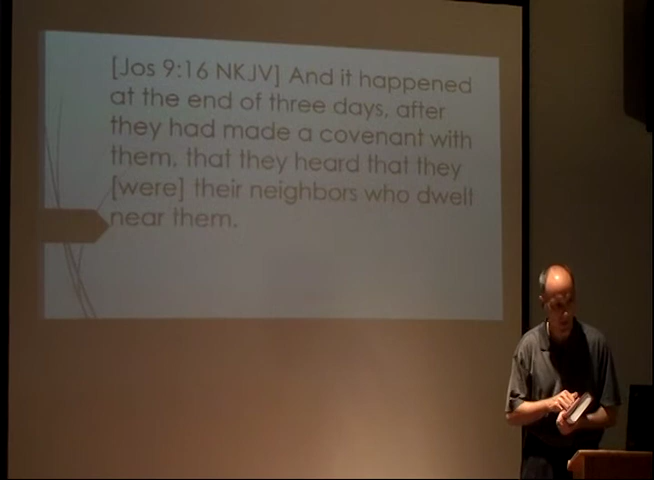 [Jos 9:16 NKJV] And it happened
at the end of three days, after
they had made a covenant with
them, that they heard that they
[were] their neighbors who dwelt
near them.